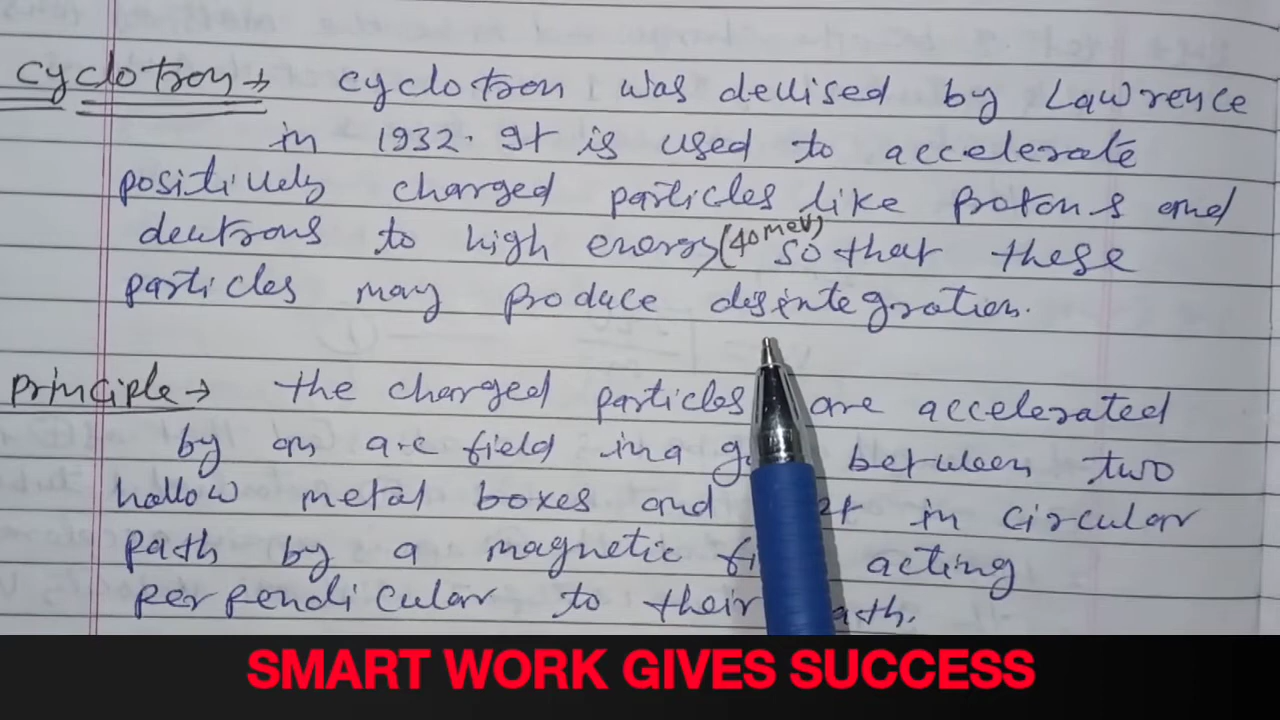 Cyclotron → cyclotron was devised by Lawrence
in 1932. It is used to accelerate
positively charged particles like protons and
deutrons to high energy (40 mev) so that these
particles may produce disintegration.
principle → the charged particles are accelerated
by an a.c field in a between two
hallow metal boxes and in circular
path by a magnetic acting
perpendicular to their path.
SMART WORK GIVES SUCCESS